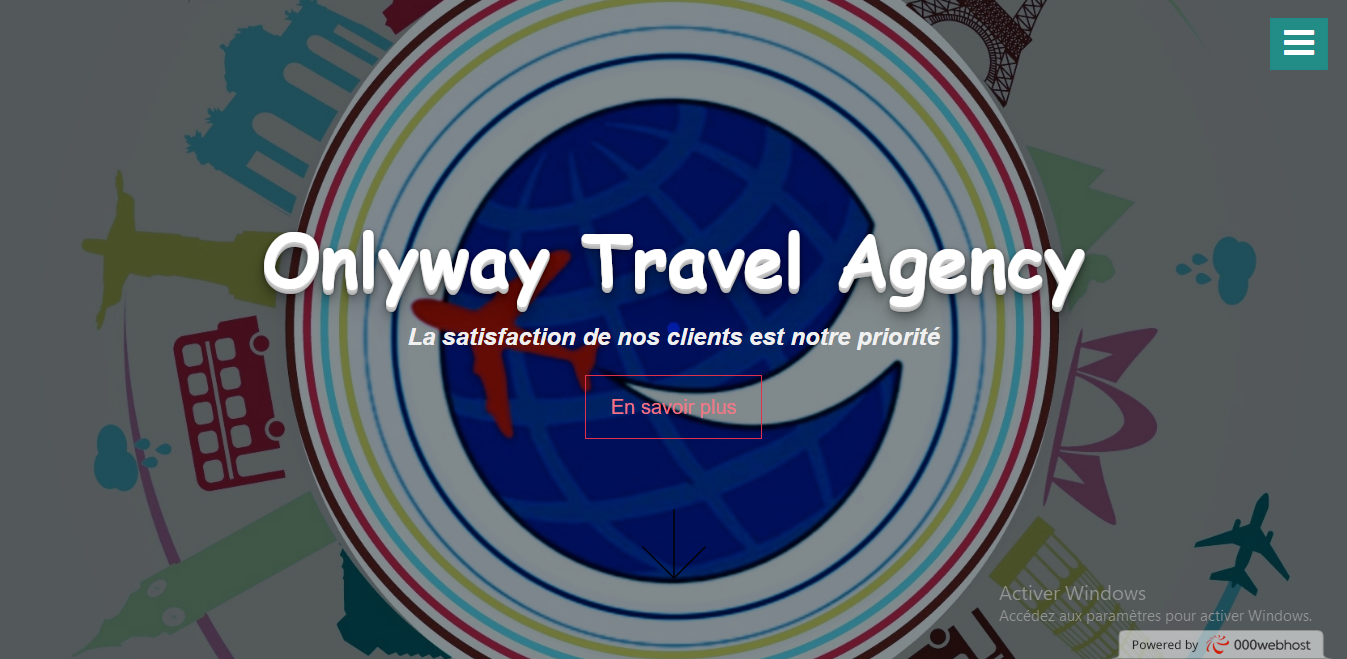 Onlyway Travel Agency
La satisfaction de nos clients est notre priorité
En savoir plus
Activer Windows
Accédez aux paramètres pour activer Windows.
Powered by 000webhost